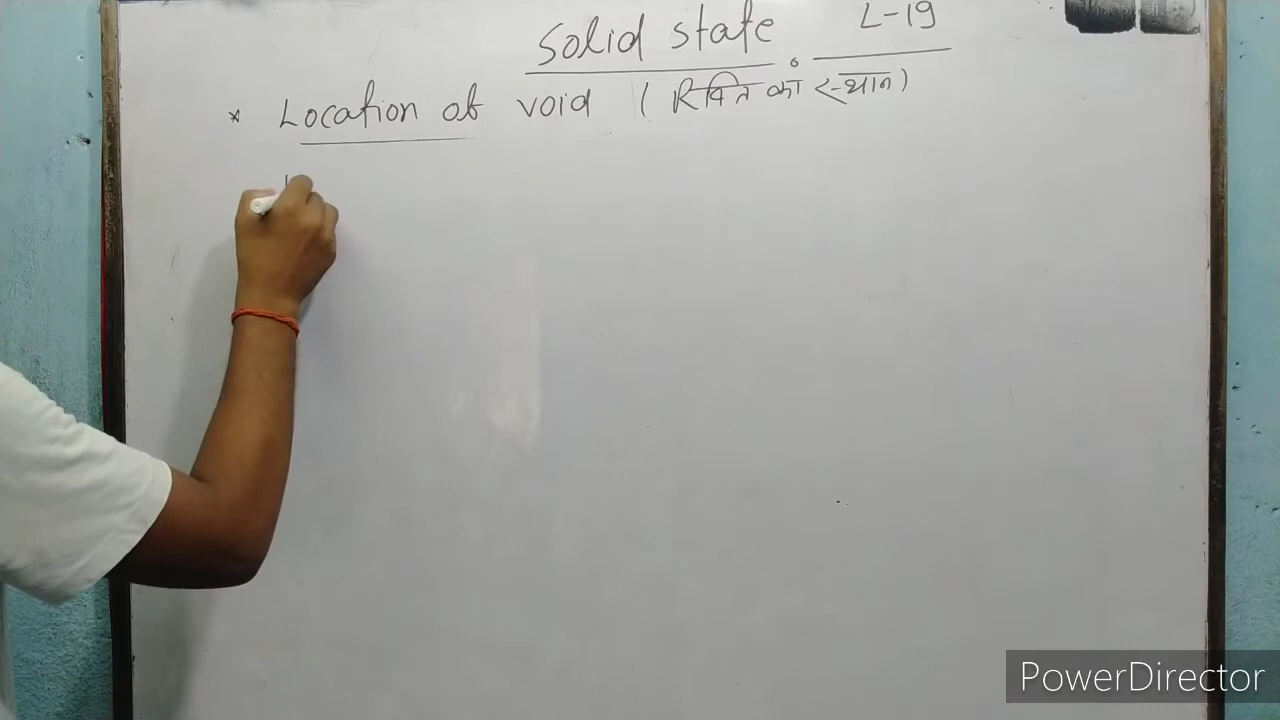 Solid state . L-19
* Location of void ( रिक्ति का स्थान )
PowerDirector